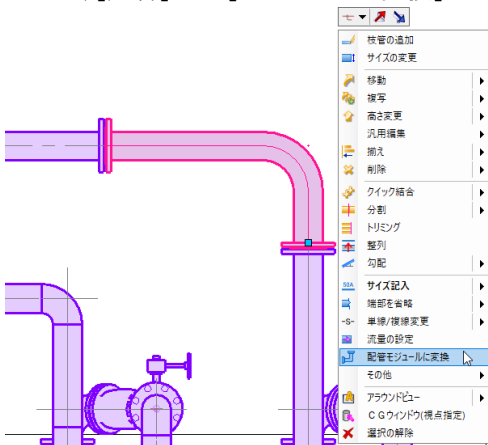 枝管の追加
サイズの変更
移動
複写
高さ変更
汎用編集
揃え
削除
クイック結合
分割
トリミング
整列
勾配
50A サイズ記入
端部を省略
-S- 単線/複線変更
流量の設定
配管モジュールに変換
その他
アラウンドビュー
CGウィンドウ(視点指定)
選択の解除